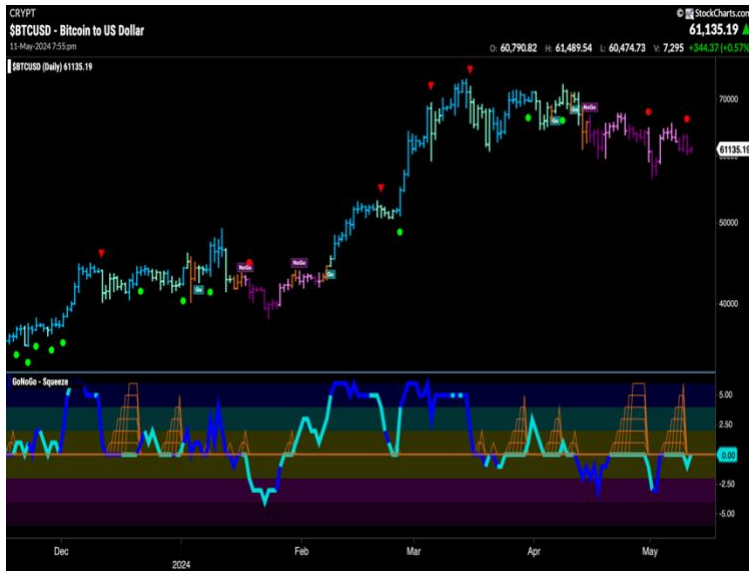 CRYPT
© StockCharts.com
$BTCUSD - Bitcoin to US Dollar
61,135.19
11-May-2024 7:55pm
O: 60,790.82 H: 61,489.54 L: 60,474.73 V: 7,295 +344.37 (+0.57%)
$BTCUSD (Daily) 61135.19
70000
NoGo
Go
Go
61135.19
50000
NoGo
NoGo
Go
Go
40000
GoNoGo - Squeeze
5.00
2.50
0.00
-2.50
-5.00
Dec
Feb
Mar
Apr
May
2024